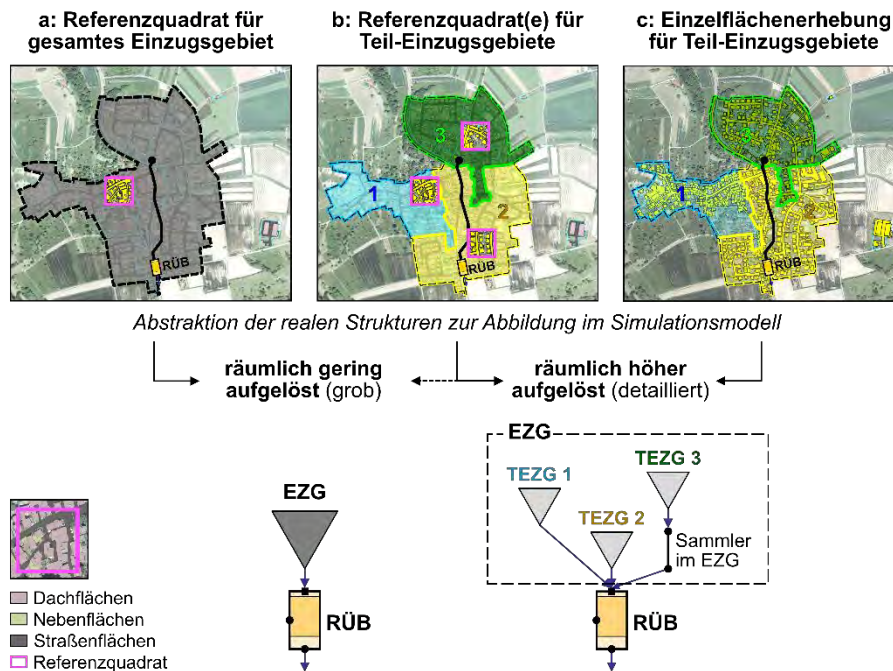 a: Referenzquadrat für
gesamtes Einzugsgebiet
b: Referenzquadrat(e) für
Teil-Einzugsgebiete
c: Einzelflächenerhebung
für Teil-Einzugsgebiete
RÜB
3
1
2
RÜB
3
1
2
RÜB
Abstraktion der realen Strukturen zur Abbildung im Simulationsmodell
räumlich gering
aufgelöst (grob)
räumlich höher
aufgelöst (detailliert)
EZG
TEZG 1
TEZG 3
EZG
TEZG 2
Sammler
im EZG
RÜB
RÜB
Dachflächen
Nebenflächen
Straßenflächen
Referenzquadrat